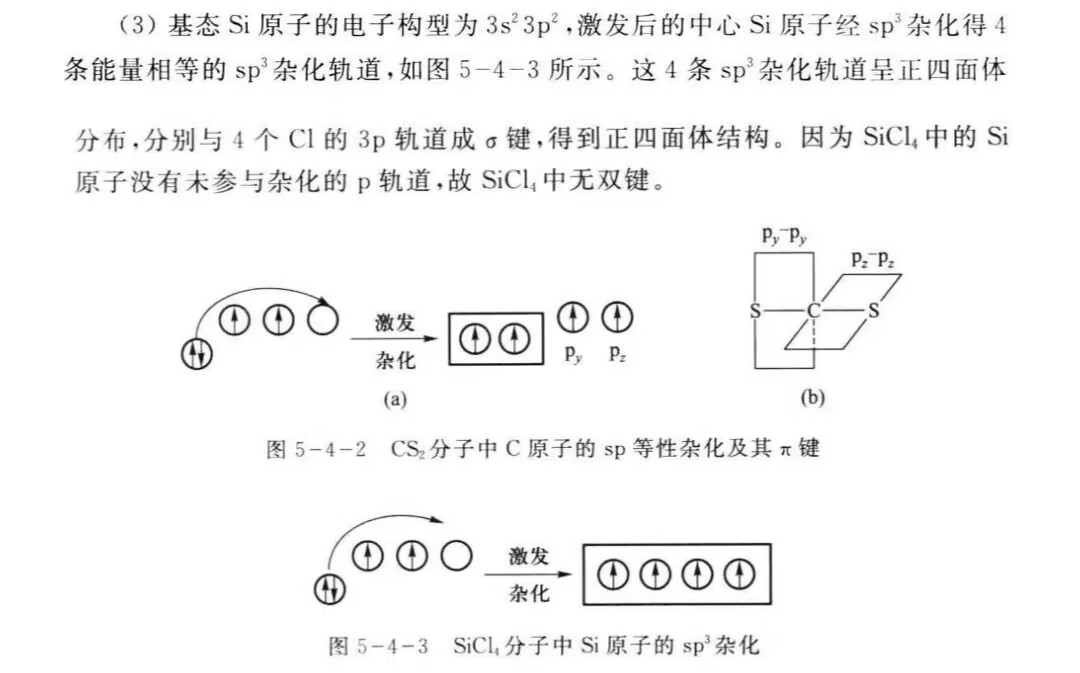 (3) 基态 Si 原子的电子构型为 3s²3p²,激发后的中心 Si 原子经 sp³ 杂化得 4
条能量相等的 sp³ 杂化轨道,如图 5-4-3 所示。这 4 条 sp³ 杂化轨道呈正四面体
分布,分别与 4 个 Cl 的 3p 轨道成 σ 键,得到正四面体结构。因为 SiCl₄ 中的 Si
原子没有未参与杂化的 p 轨道,故 SiCl₄ 中无双键。
激发
杂化
p_y p_z
(a)
p_y-p_y
p_z-p_z
S C S
(b)
图 5-4-2 CS₂ 分子中 C 原子的 sp 等性杂化及其 π 键
激发
杂化
图 5-4-3 SiCl₄ 分子中 Si 原子的 sp³ 杂化